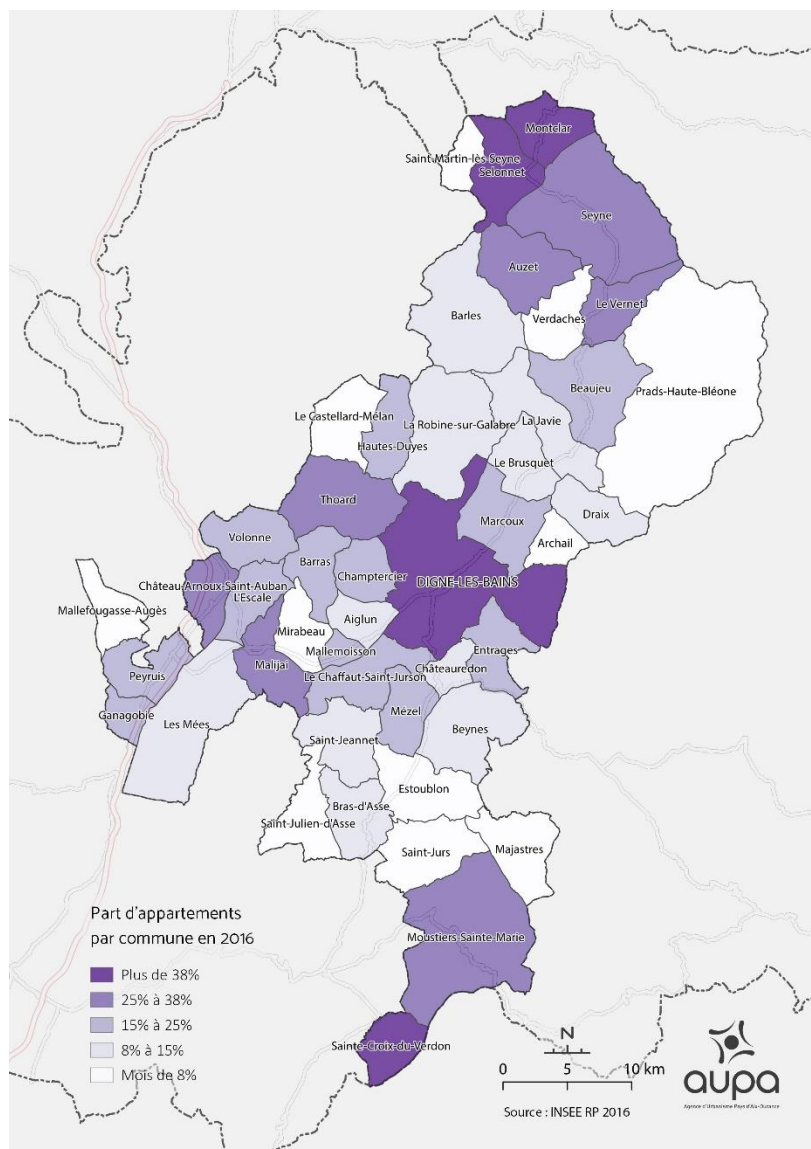 Montclar
Saint-Martin-lès-Seyne
Selonnet
Seyne
Auzet
Le Vernet
Barles
Verdaches
Beaujeu
Prads-Haute-Bléone
Le Castellard-Mélan
La Robine-sur-Galabre
La Javie
Hautes-Duyes
Le Brusquet
Thoard
Marcoux
Draix
Volonne
Archail
Barras
Champtercier
DIGNE-LES-BAINS
Château-Arnoux-Saint-Auban
L'Escale
Mallefougasse-Augès
Aiglun
Mirabeau
Mallemoisson
Entrages
Malijai
Châteauredon
Peyruis
Le Chaffaut-Saint-Jurson
Ganagobie
Les Mées
Mézel
Beynes
Saint-Jeannet
Estoublon
Bras-d'Asse
Saint-Julien-d'Asse
Saint-Jurs
Majastres
Moustiers-Sainte-Marie
Sainte-Croix-du-Verdon
Part d'appartements
par commune en 2016
Plus de 38%
25% à 38%
15% à 25%
8% à 15%
Mois de 8%
N
0 5 10 km
Source : INSEE RP 2016
aupa
Agence d'Urbanisme Pays d'Aix-Durance